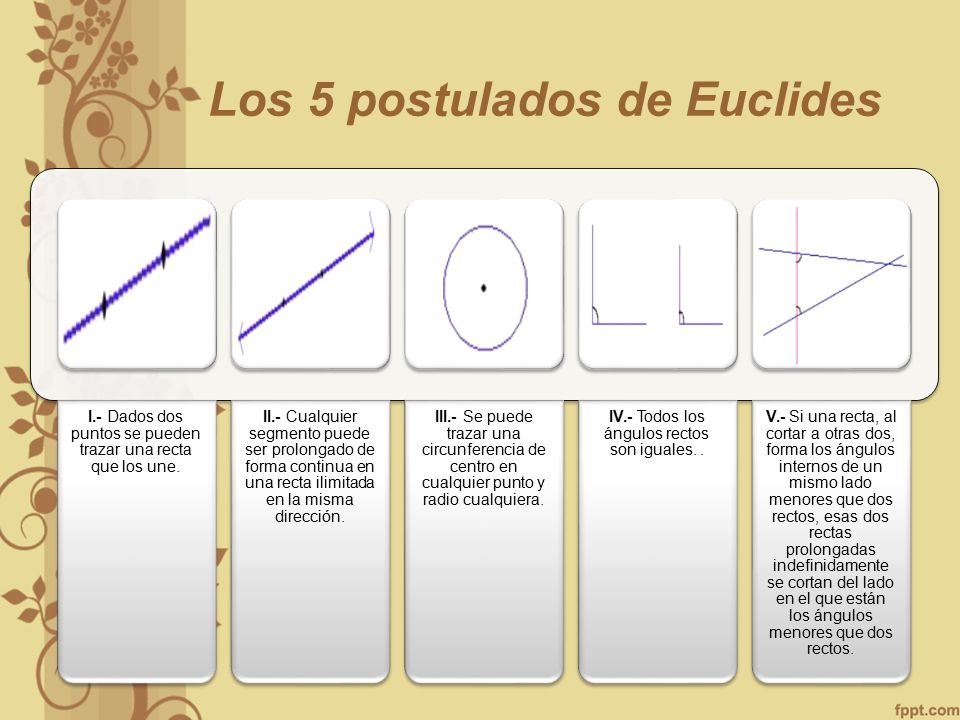 Los 5 postulados de Euclides
I.- Dados dos
puntos se pueden
trazar una recta
que los une.
II.- Cualquier
segmento puede
ser prolongado de
forma continua en
una recta ilimitada
en la misma
dirección.
III.- Se puede
trazar una
circunferencia de
centro en
cualquier punto y
radio cualquiera.
IV.- Todos los
ángulos rectos
son iguales. .
V.- Si una recta, al
cortar a otras dos,
forma los ángulos
internos de un
mismo lado
menores que dos
rectos, esas dos
rectas
prolongadas
indefinidamente
se cortan del lado
en el que están
los ángulos
menores que dos
rectos.
fppt.com